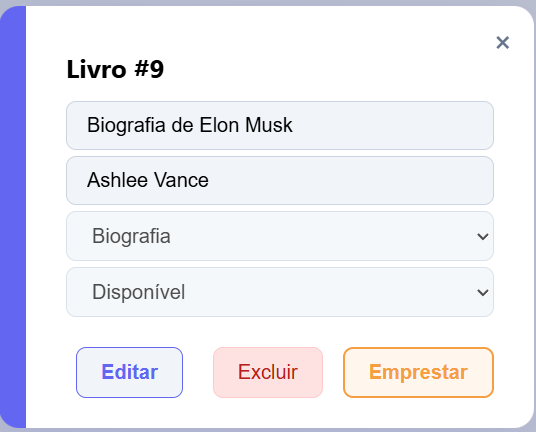 ×
Livro #9
Biografia de Elon Musk
Ashlee Vance
Biografia
Disponível
Editar Excluir Emprestar